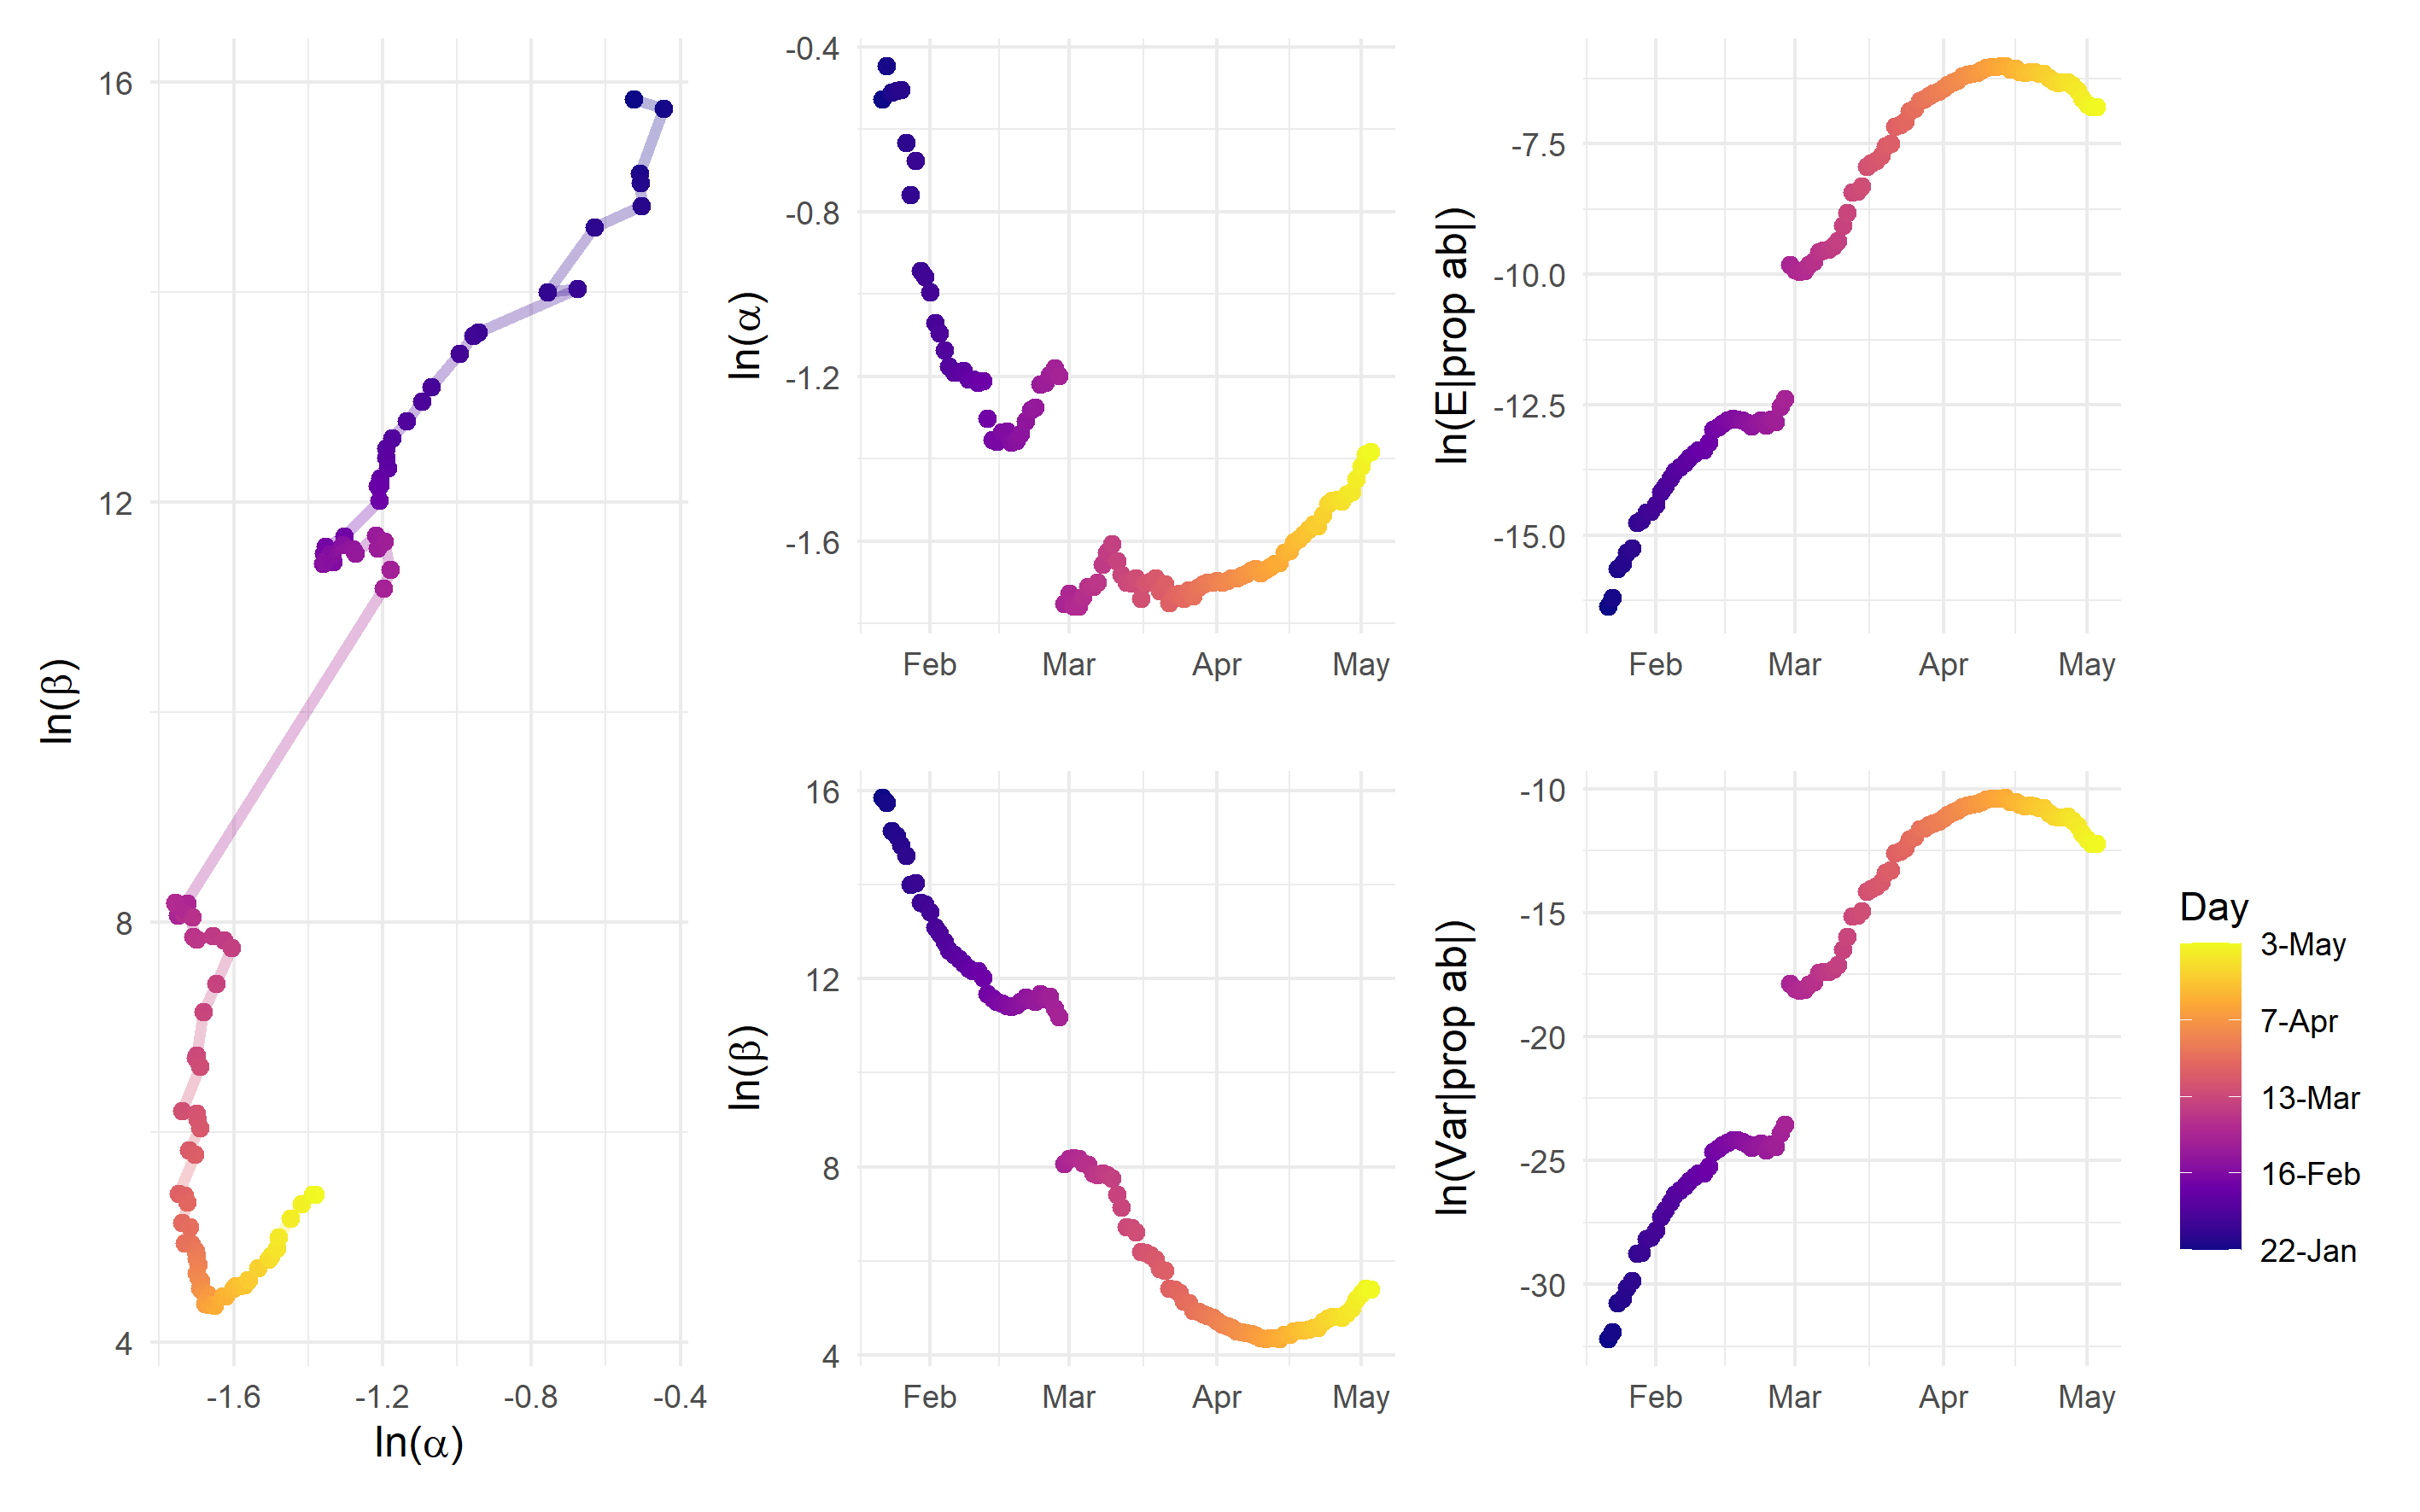 16
12
8
4
ln(β)
-1.6 -1.2 -0.8 -0.4
ln(α)
-0.4
-0.8
-1.2
-1.6
ln(α)
Feb Mar Apr May
-7.5
-10.0
-12.5
-15.0
ln(E|prop ab|)
Feb Mar Apr May
16
12
8
4
ln(β)
Feb Mar Apr May
-10
-15
-20
-25
-30
ln(Var|prop ab|)
Feb Mar Apr May
Day
3-May
7-Apr
13-Mar
16-Feb
22-Jan